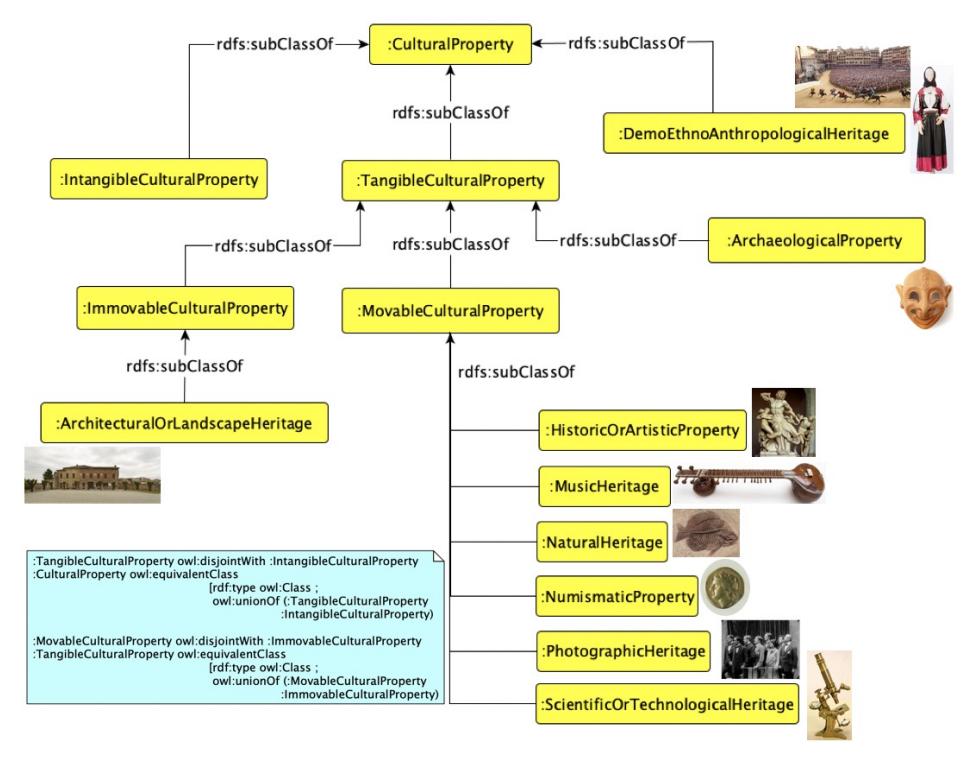 rdfs:subClassOf
:CulturalProperty
rdfs:subClassOf
rdfs:subClassOf
:DemoEthnoAnthropologicalHeritage
:IntangibleCulturalProperty
:TangibleCulturalProperty
rdfs:subClassOf
rdfs:subClassOf
rdfs:subClassOf
:ArchaeologicalProperty
:ImmovableCulturalProperty
:MovableCulturalProperty
rdfs:subClassOf
rdfs:subClassOf
:ArchitecturalOrLandscapeHeritage
:HistoricOrArtisticProperty
:MusicHeritage
:NaturalHeritage
:NumismaticProperty
:PhotographicHeritage
:ScientificOrTechnologicalHeritage
:TangibleCulturalProperty owl:disjointWith :IntangibleCulturalProperty
:CulturalProperty owl:equivalentClass
[rdf:type owl:Class ;
owl:unionOf (:TangibleCulturalProperty
:IntangibleCulturalProperty)
:MovableCulturalProperty owl:disjointWith :ImmovableCulturalProperty
:TangibleCulturalProperty owl:equivalentClass
[rdf:type owl:Class ;
owl:unionOf (:MovableCulturalProperty
:ImmovableCulturalProperty)